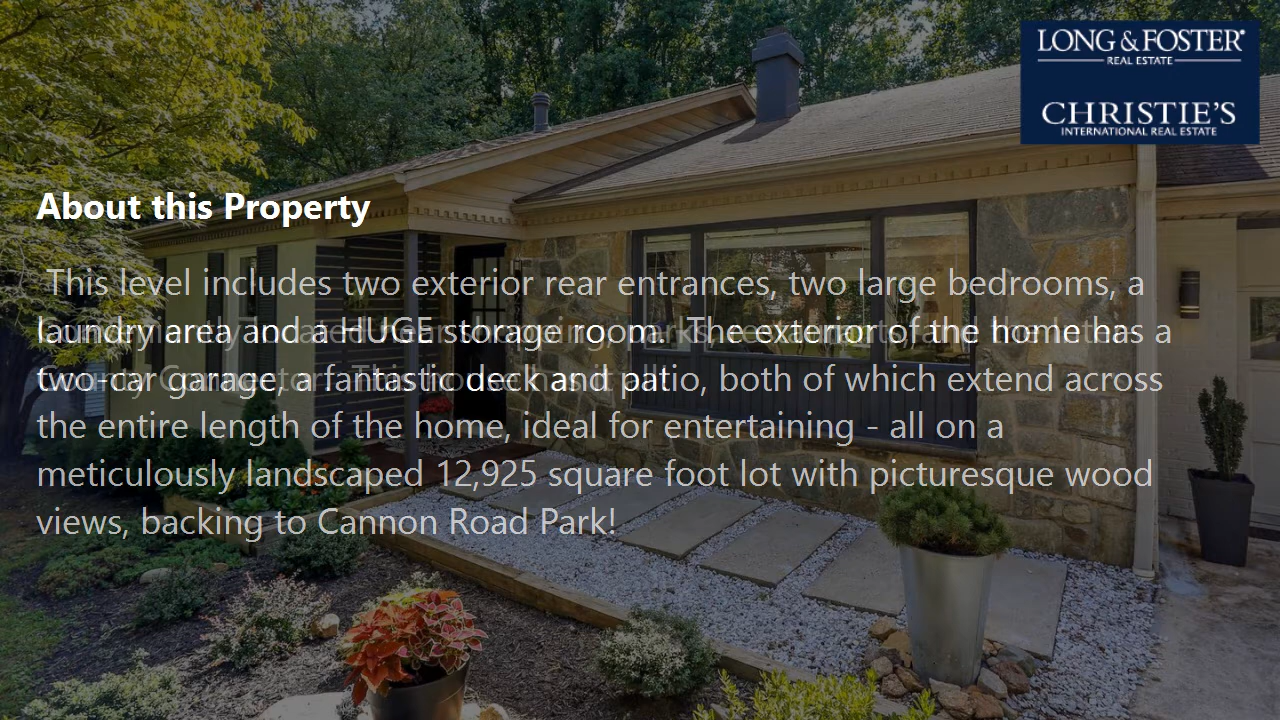 LONG & FOSTER®
REAL ESTATE
CHRISTIE'S
INTERNATIONAL REAL ESTATE
About this Property
This level includes two exterior rear entrances, two large bedrooms, a
laundry area and a HUGE storage room. The exterior of the home has a
two-car garage, a fantastic deck and patio, both of which extend across
the entire length of the home, ideal for entertaining - all on a
meticulously landscaped 12,925 square foot lot with picturesque wood
views, backing to Cannon Road Park!